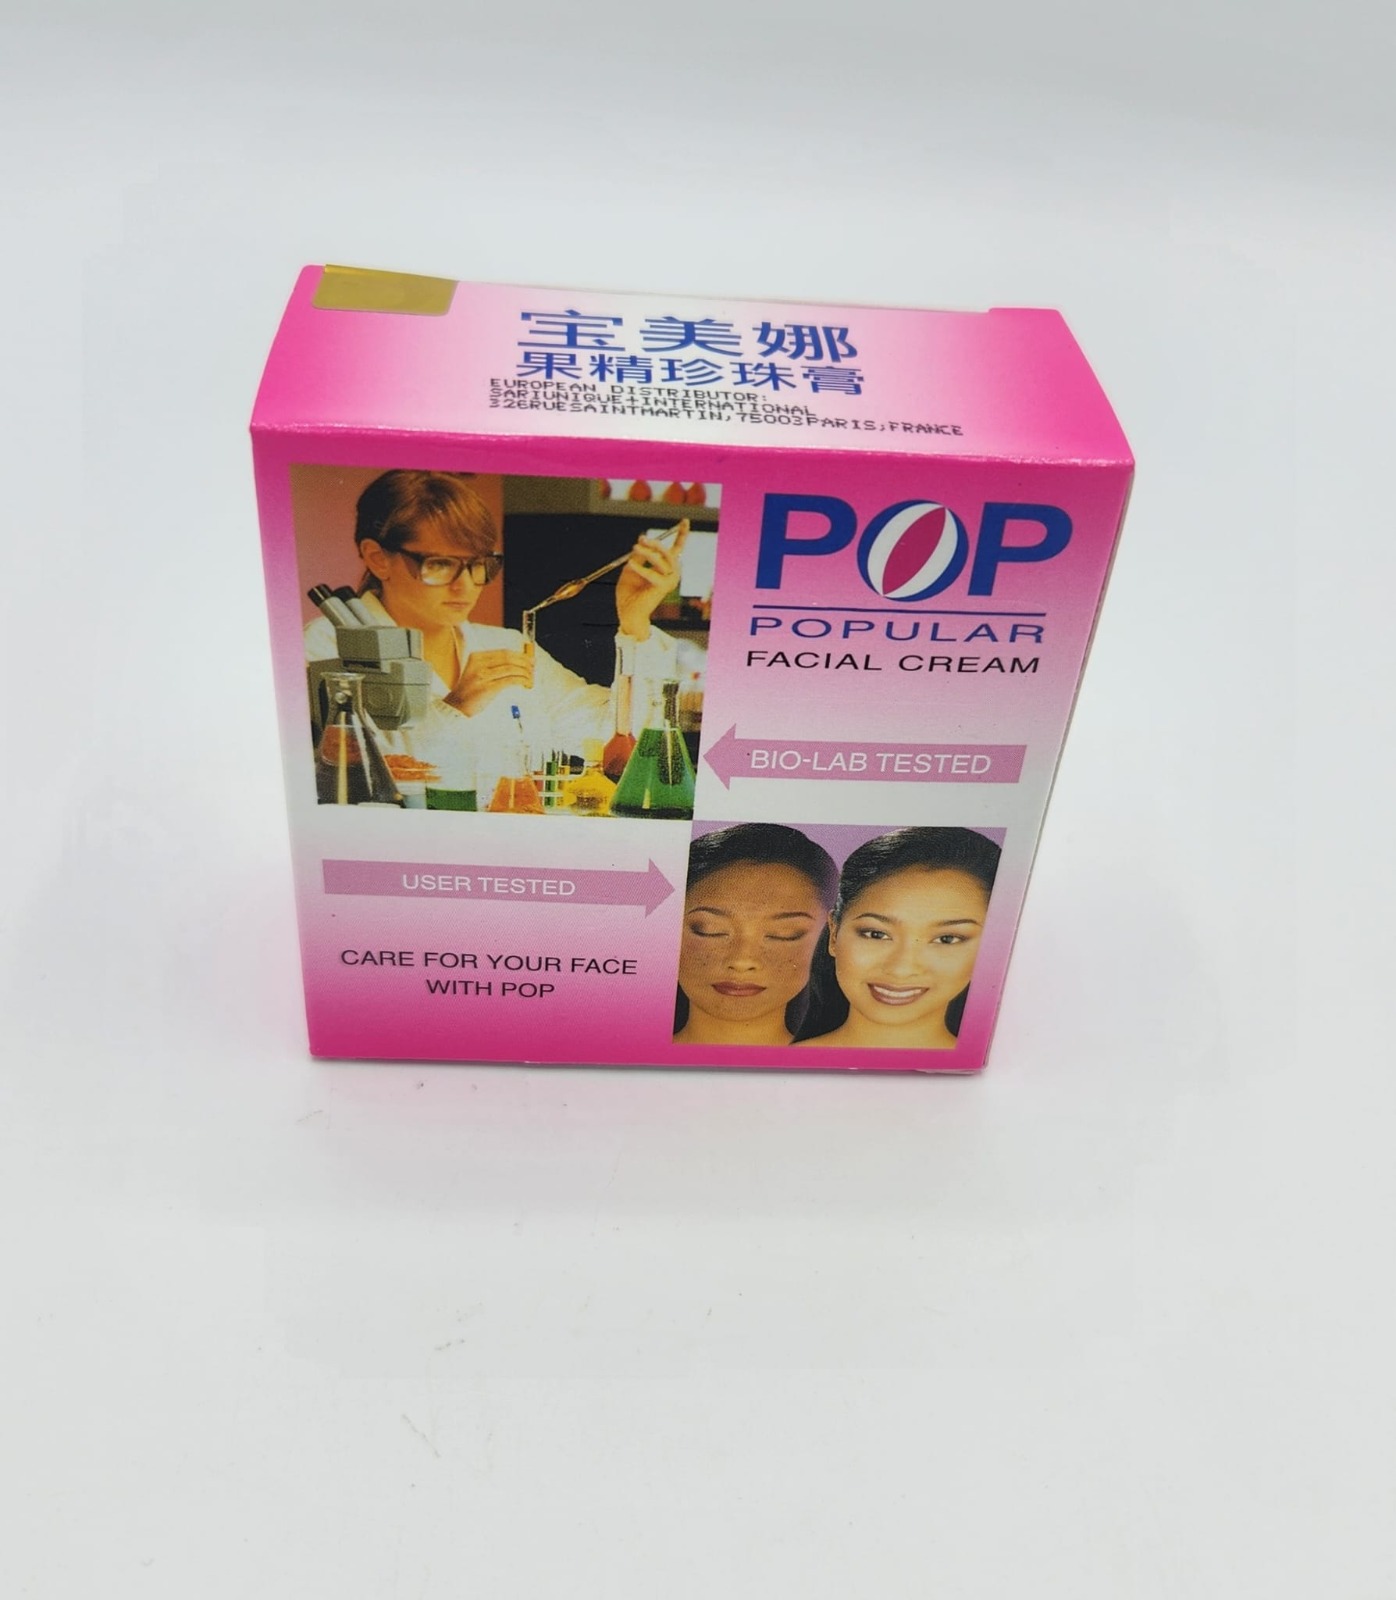 宝美娜
果精珍珠膏
EUROPEAN DISTRIBUTOR:
SARIUNIQUE+INTERNATIONAL
326RUESAINTMARTIN,75003PARIS,FRANCE
POP
POPULAR
FACIAL CREAM
BIO-LAB TESTED
USER TESTED
CARE FOR YOUR FACE
WITH POP